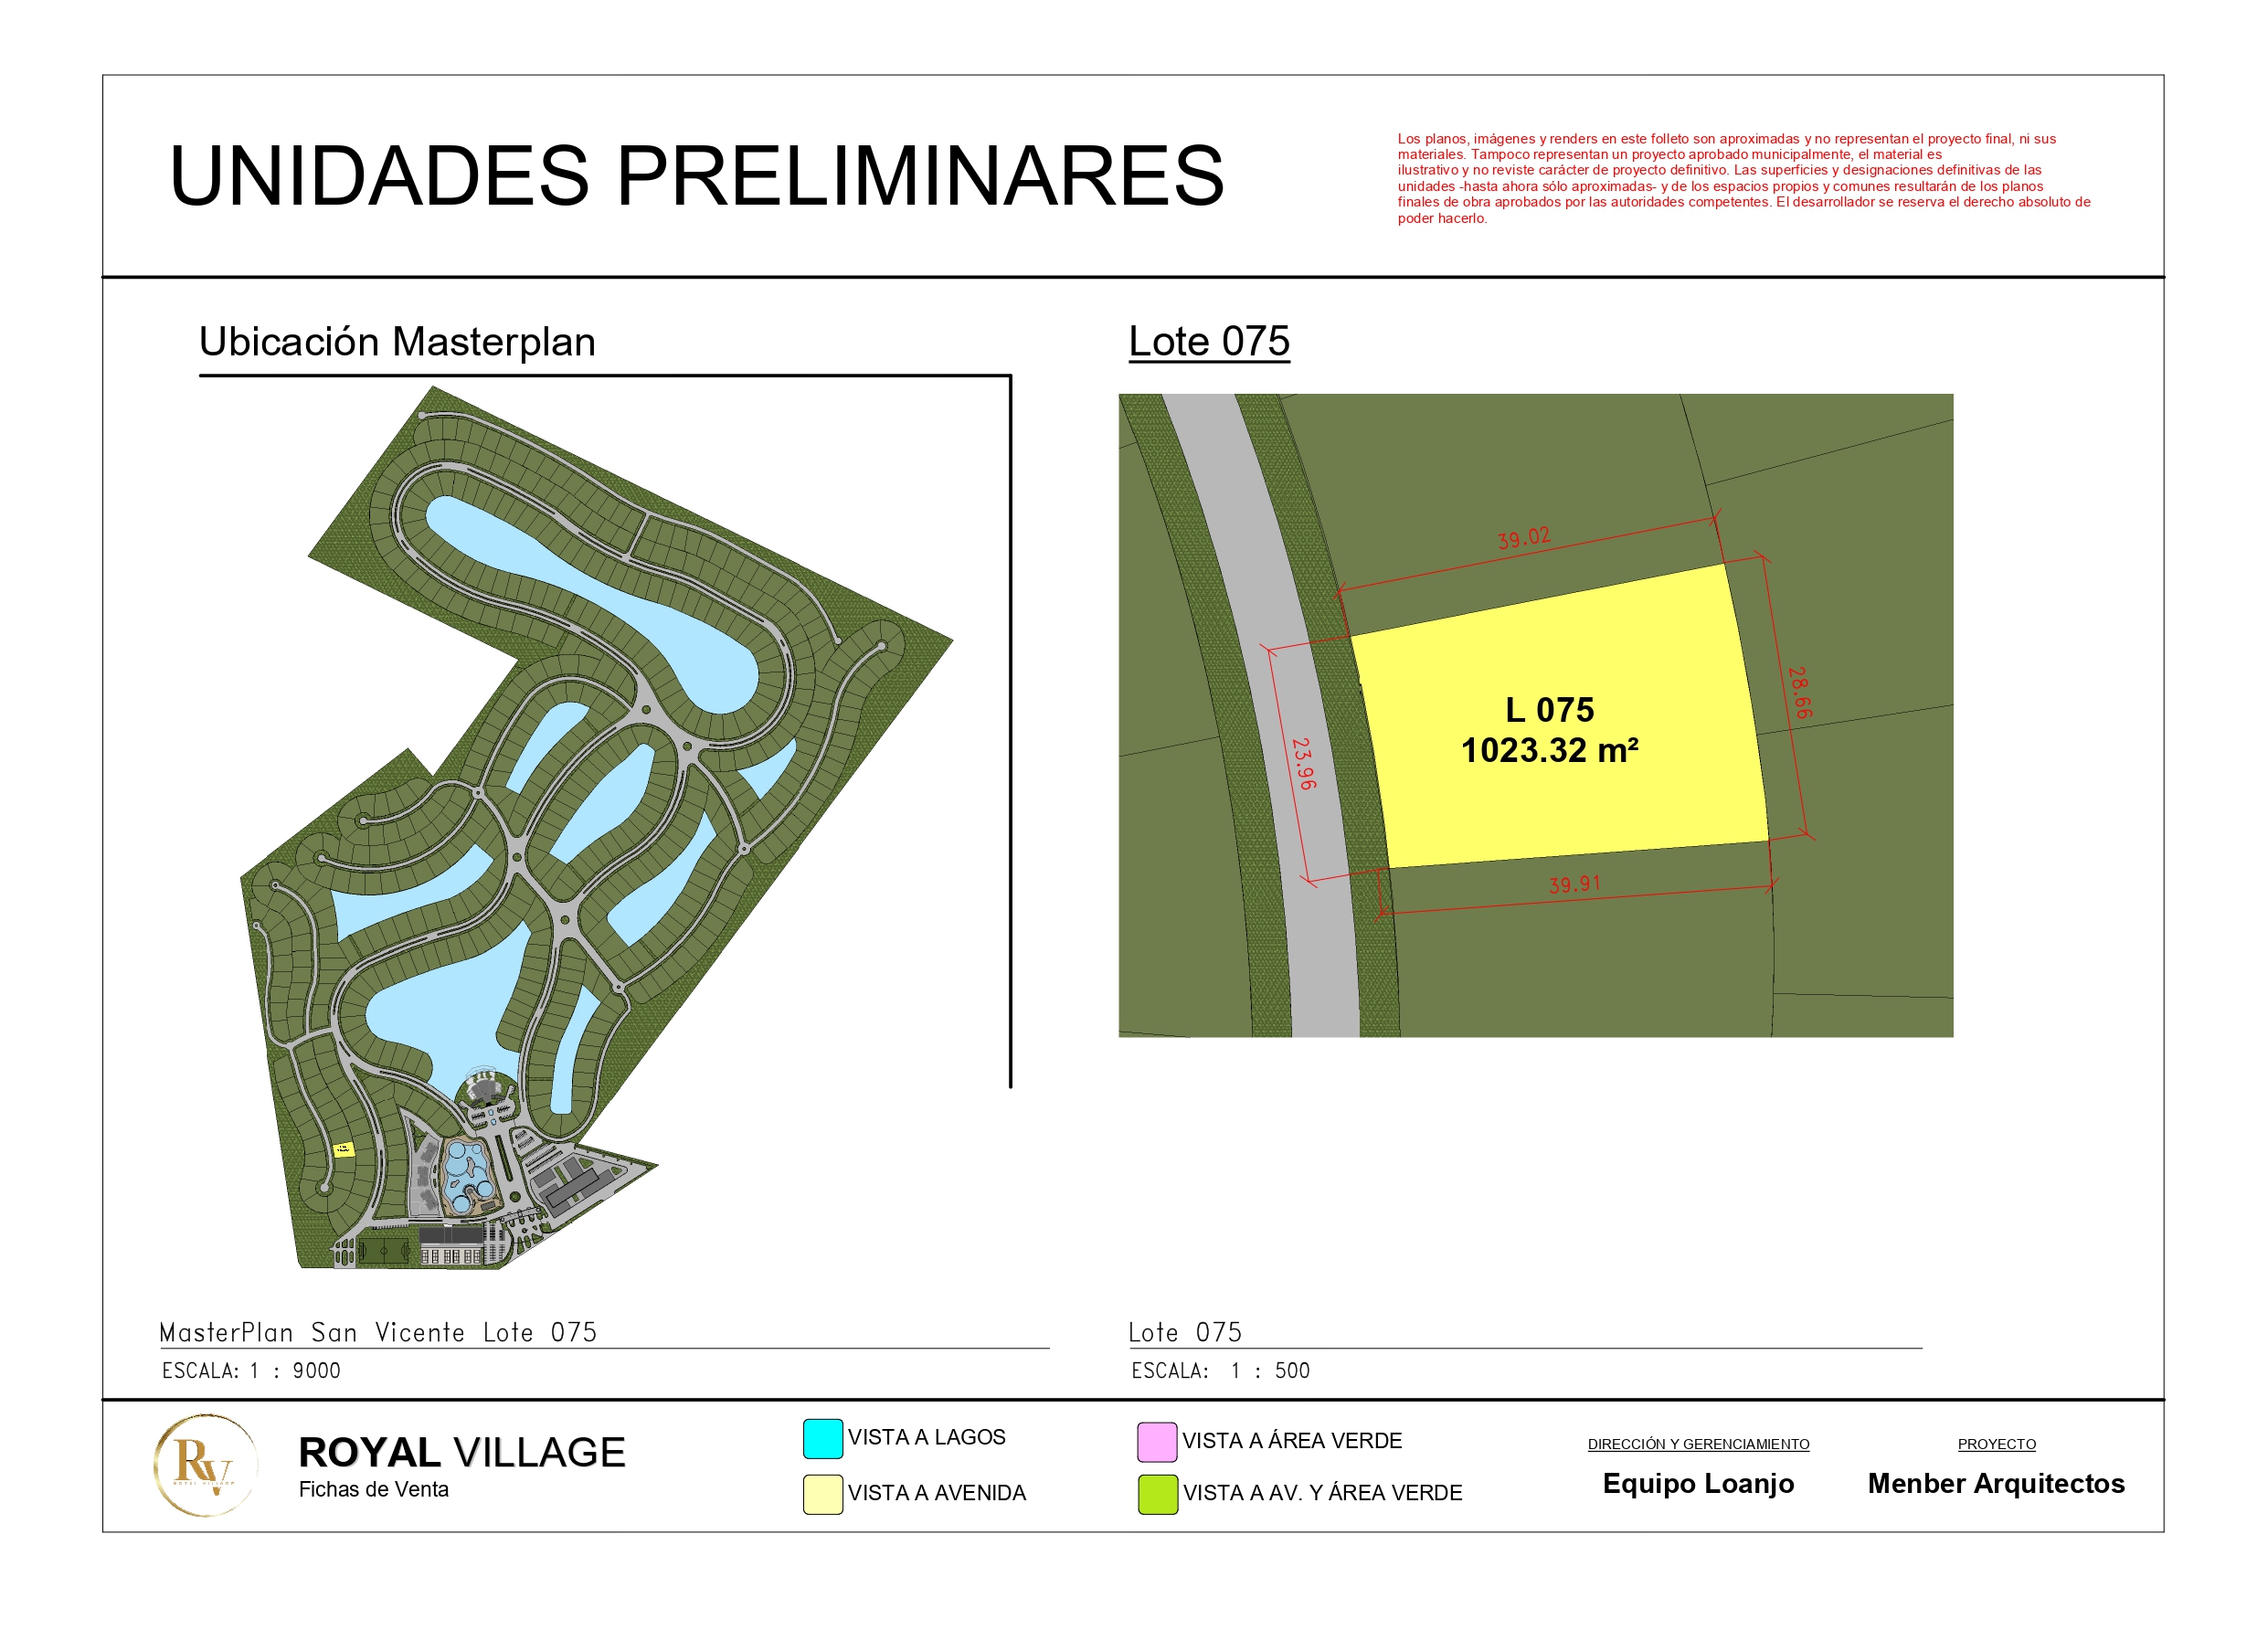 UNIDADES PRELIMINARES
Los planos, imágenes y renders en este folleto son aproximadas y no representan el proyecto final, ni sus
materiales. Tampoco representan un proyecto aprobado municipalmente, el material es
ilustrativo y no reviste carácter de proyecto definitivo. Las superficies y designaciones definitivas de las
unidades -hasta ahora sólo aproximadas- y de los espacios propios y comunes resultarán de los planos
finales de obra aprobados por las autoridades competentes. El desarrollador se reserva el derecho absoluto de
poder hacerlo.
Ubicación Masterplan
Lote 075
39.02
28.66
L 075
1023.32 m²
23.96
39.91
MasterPlan San Vicente Lote 075
ESCALA: 1 : 9000
Lote 075
ESCALA: 1 : 500
RV
ROYAL VILLAGE
ROYAL VILLAGE
Fichas de Venta
VISTA A LAGOS
VISTA A AVENIDA
VISTA A ÁREA VERDE
VISTA A AV. Y ÁREA VERDE
DIRECCIÓN Y GERENCIAMIENTO
Equipo Loanjo
PROYECTO
Menber Arquitectos